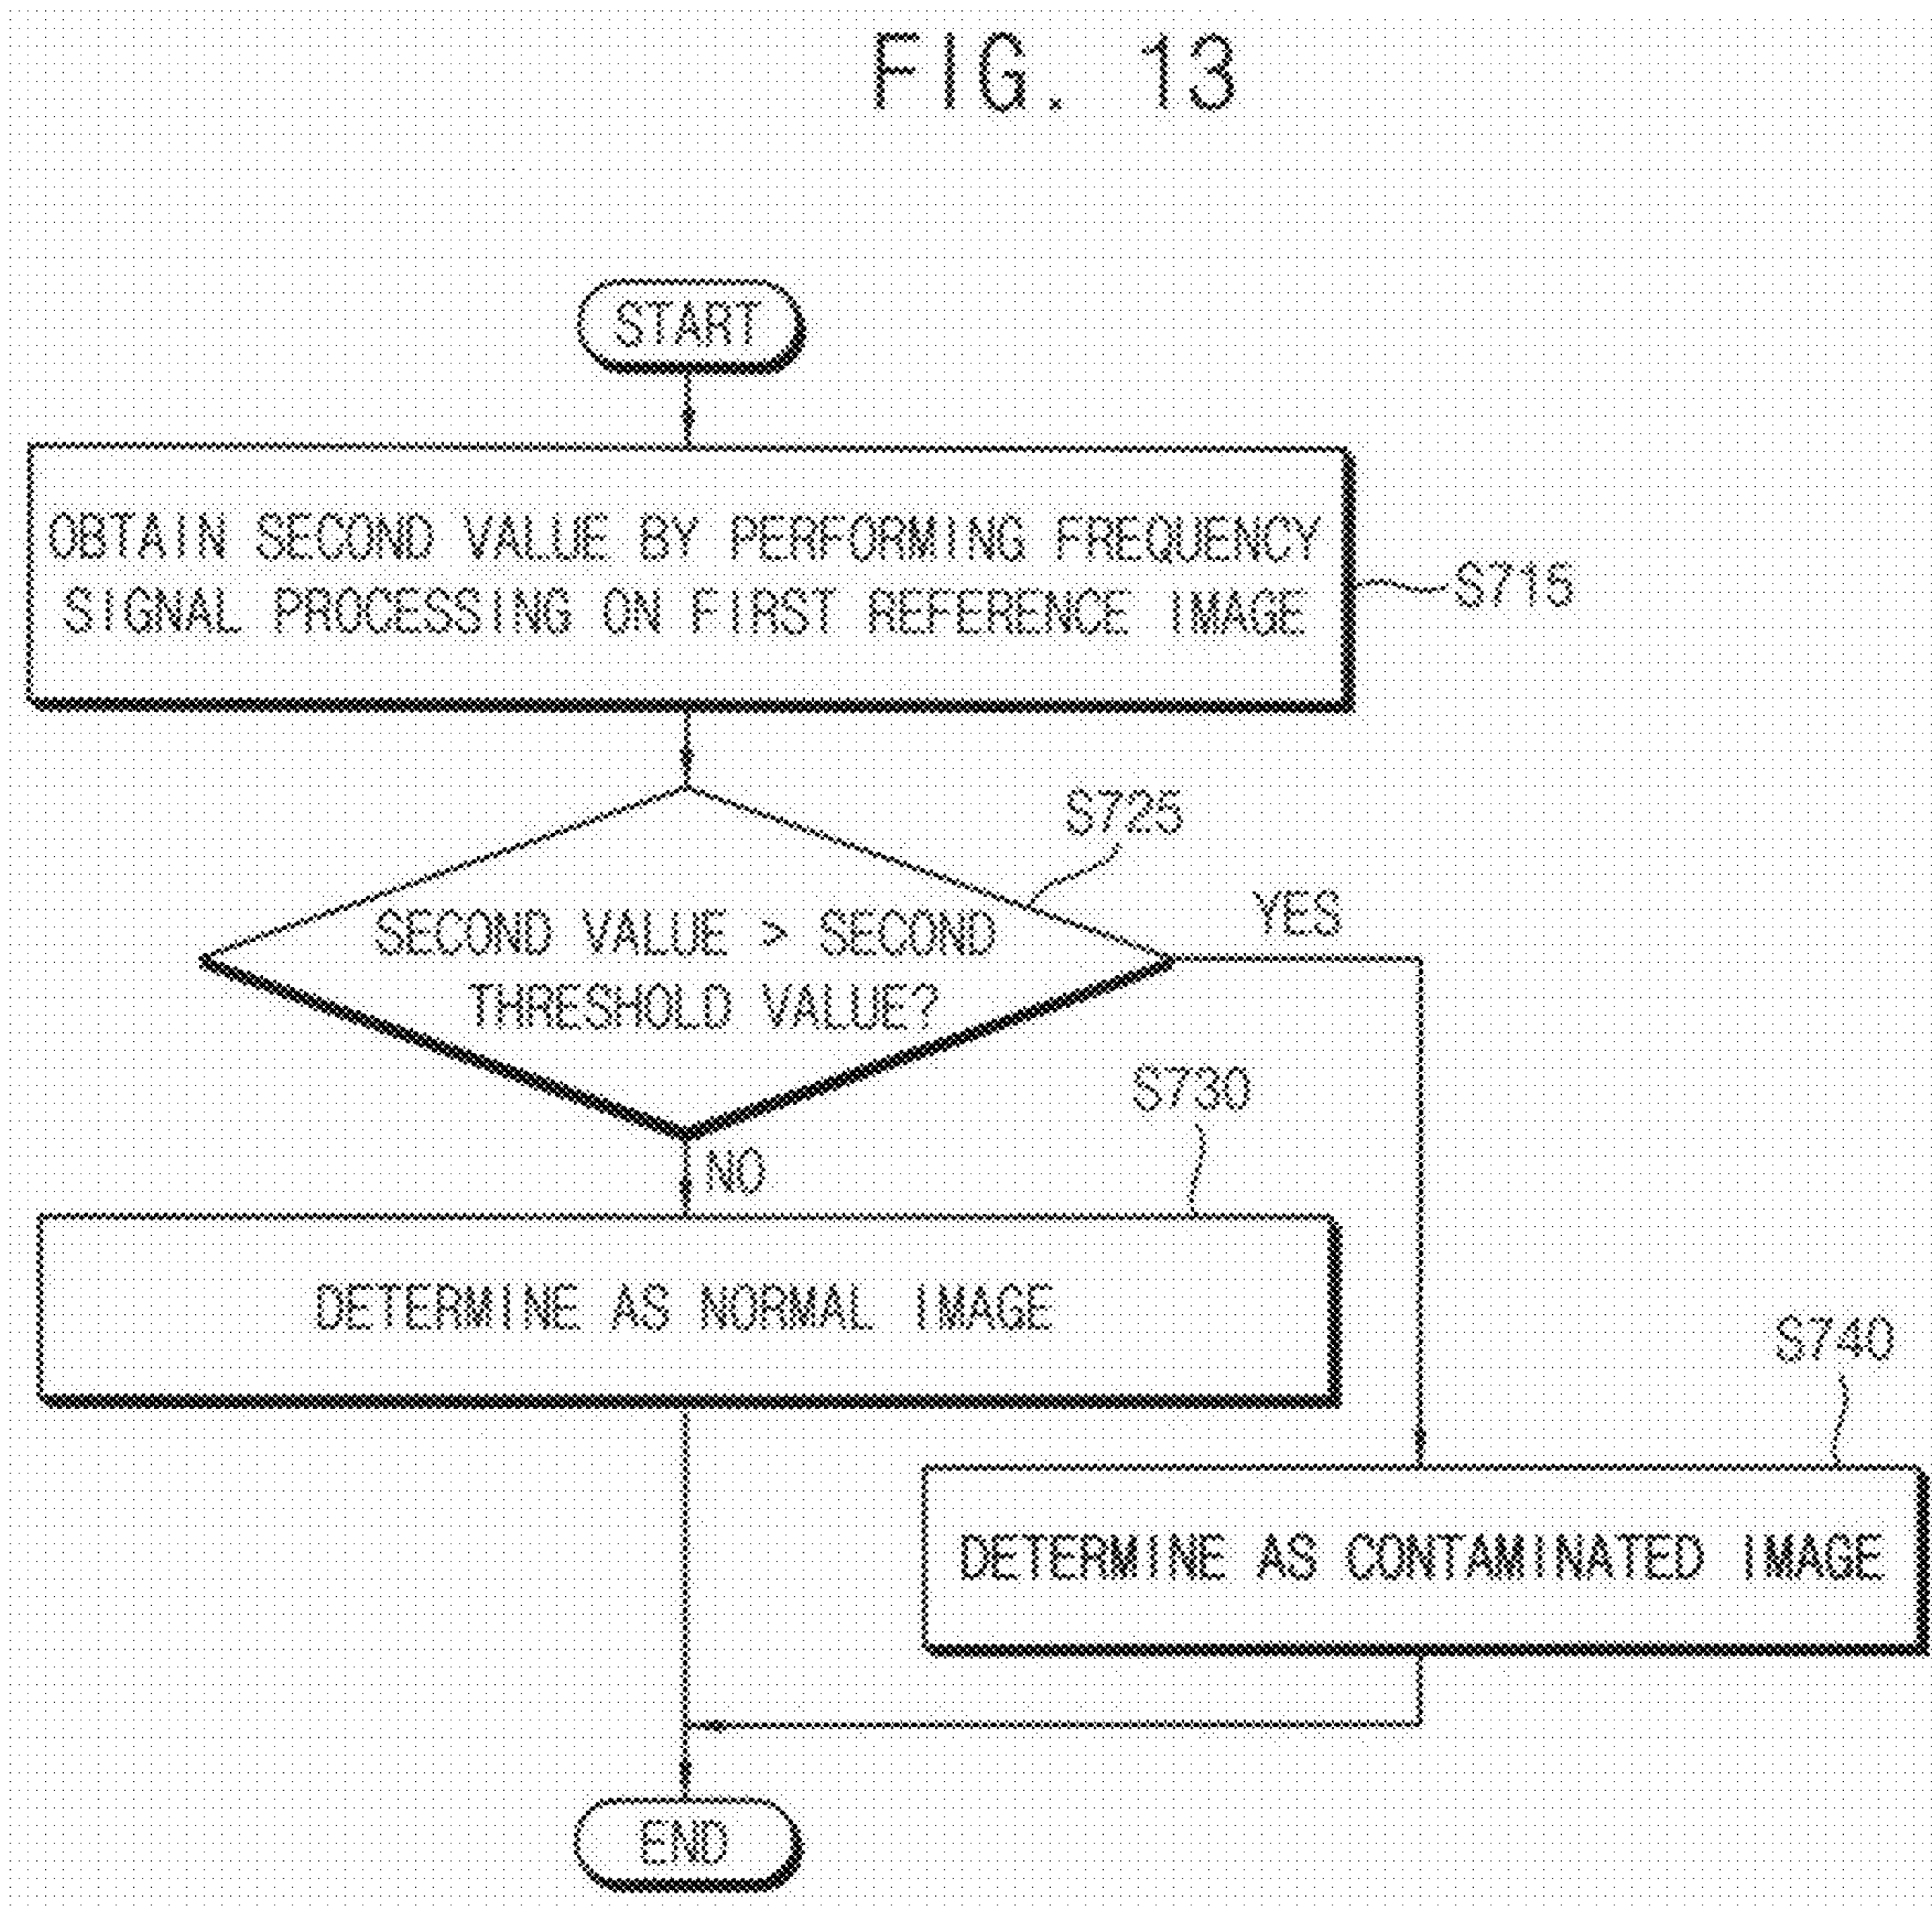 FIG. 13
START
OBTAIN SECOND VALUE BY PERFORMING FREQUENCY
SIGNAL PROCESSING ON FIRST REFERENCE IMAGE
S715
S725
SECOND VALUE > SECOND
THRESHOLD VALUE?
YES
NO
S730
DETERMINE AS NORMAL IMAGE
S740
DETERMINE AS CONTAMINATED IMAGE
END